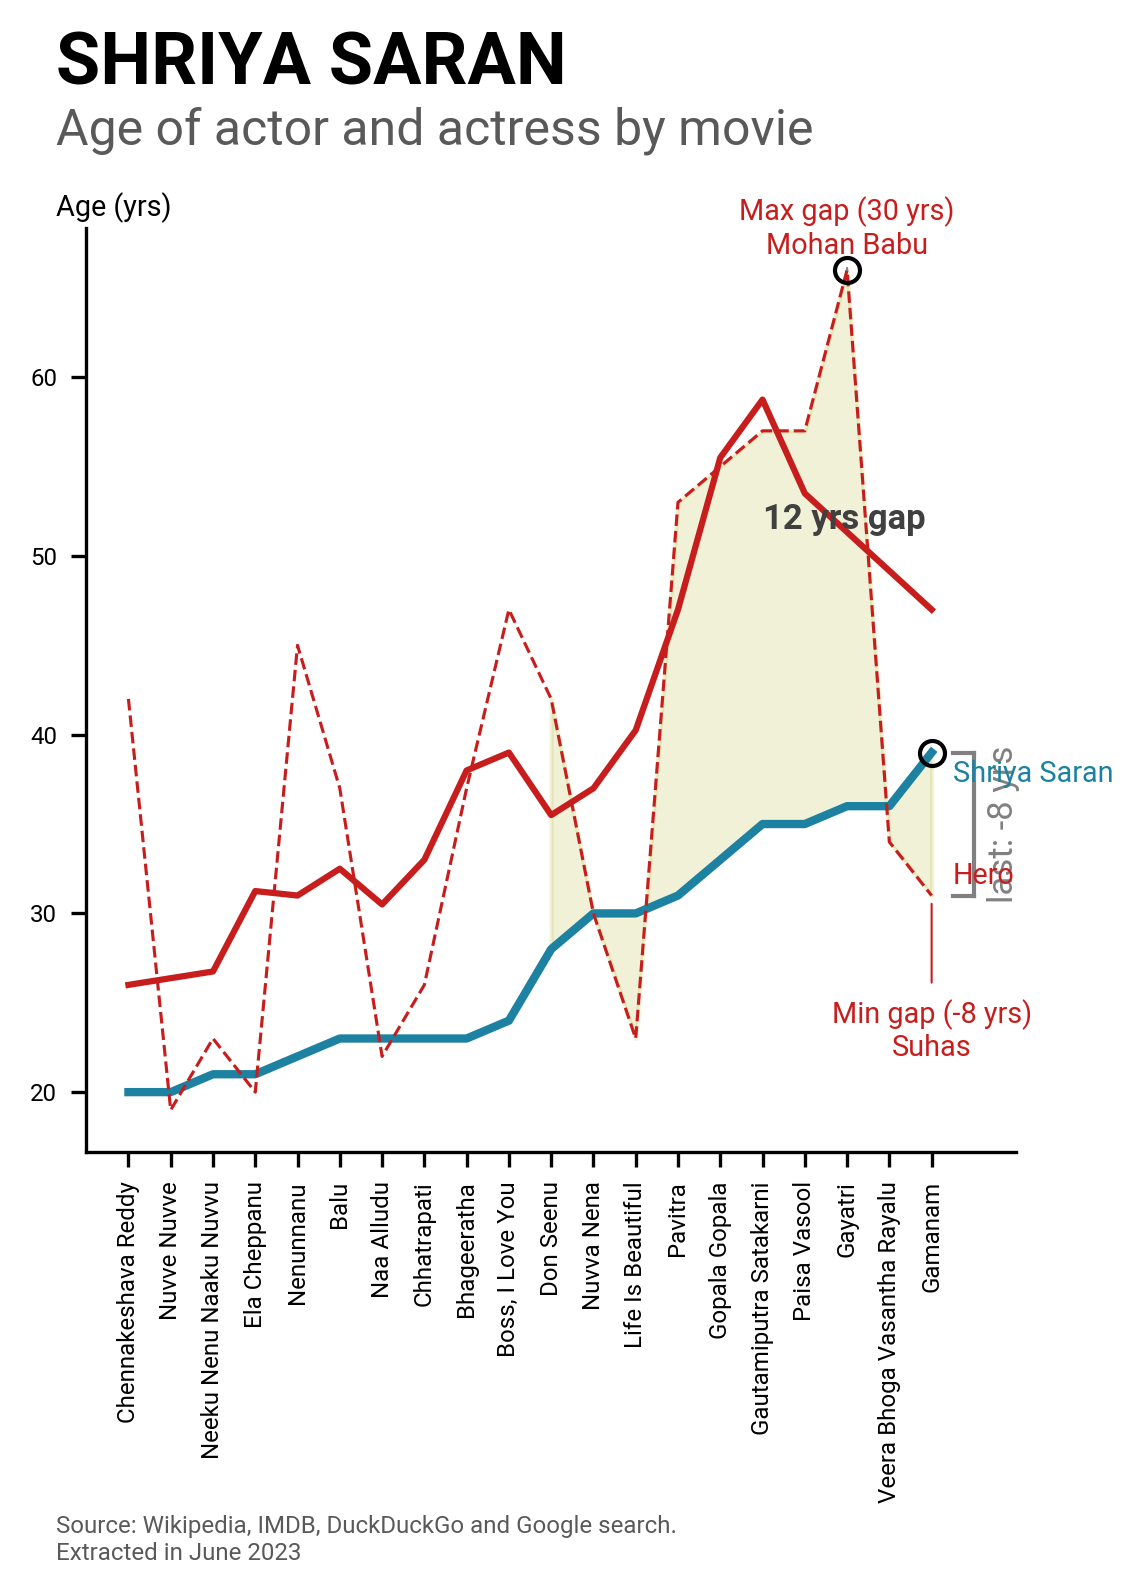 SHRIYA SARAN
Age of actor and actress by movie
Age (yrs)
Max gap (30 yrs)
Mohan Babu
60
12 yrs gap
50
40
last: -8 yrs
Shriya Saran
Hero
30
Min gap (-8 yrs)
Suhas
20
Chennakeshava Reddy
Nuvve Nuvve
Neeku Nenu Naaku Nuvvu
Ela Cheppanu
Nenunnanu
Balu
Naa Alludu
Chhatrapati
Bhageeratha
Boss, I Love You
Don Seenu
Nuvva Nena
Life Is Beautiful
Pavitra
Gopala Gopala
Gautamiputra Satakarni
Paisa Vasool
Gayatri
Veera Bhoga Vasantha Rayalu
Gamanam
Source: Wikipedia, IMDB, DuckDuckGo and Google search.
Extracted in June 2023